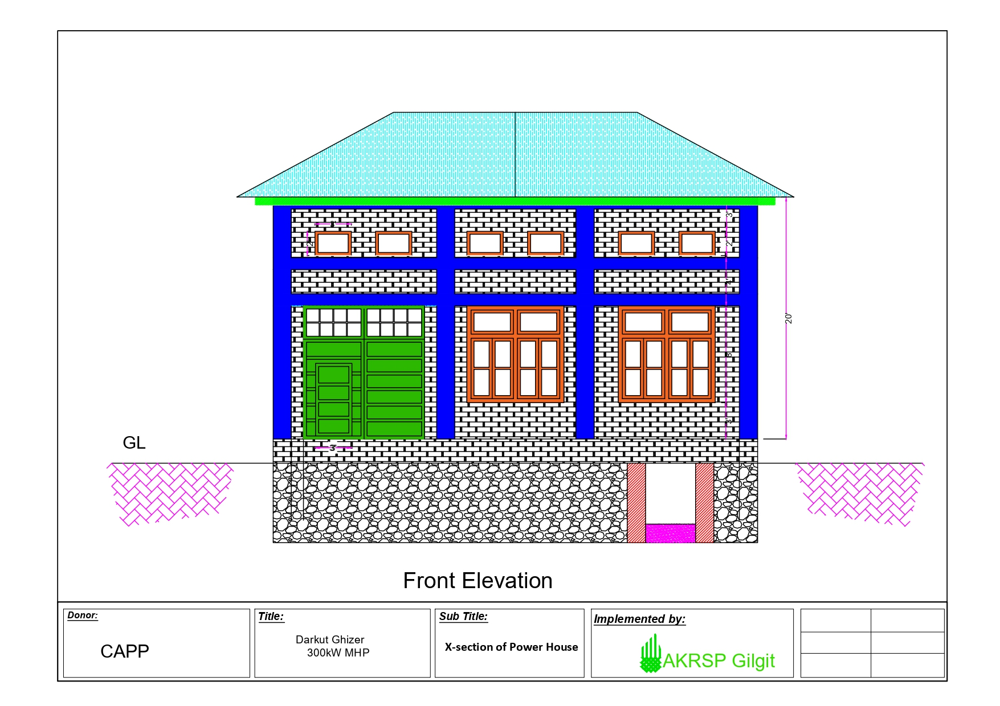 3'
3'
2'
2'
4'
20'
8'
3'
GL
3'
Front Elevation
Donor:
CAPP
Title:
Darkut Ghizer
300kW MHP
Sub Title:
X-section of Power House
Implemented by:
AKRSP Gilgit